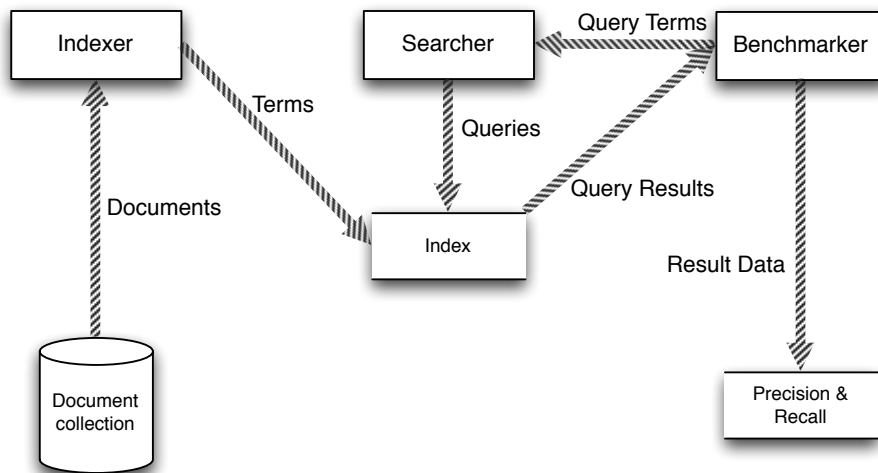 Query Terms
Indexer
Searcher
Benchmarker
Terms
Queries
Documents
Query Results
Index
Result Data
Document
collection
Precision &
Recall